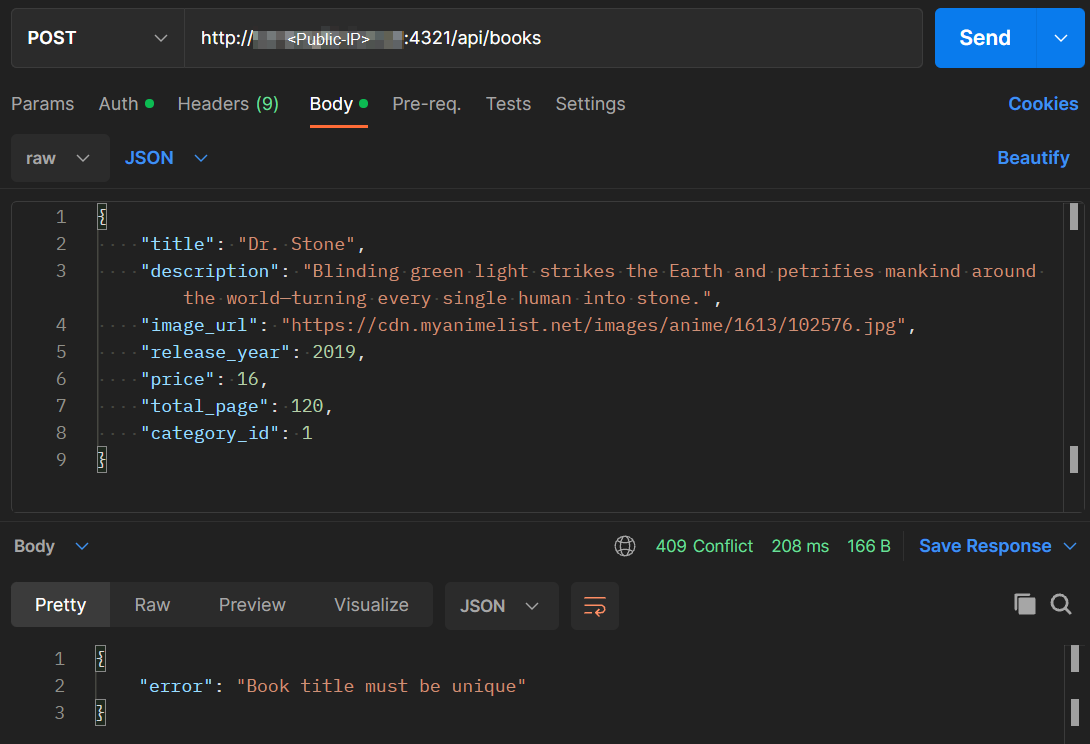 POST http://<Public-IP>:4321/api/books Send
Params Auth Headers (9) Body Pre-req. Tests Settings Cookies
raw JSON Beautify
1 {
2 "title": "Dr. Stone",
3 "description": "Blinding green light strikes the Earth and petrifies mankind around
the world—turning every single human into stone.",
4 "image_url": "https://cdn.myanimelist.net/images/anime/1613/102576.jpg",
5 "release_year": 2019,
6 "price": 16,
7 "total_page": 120,
8 "category_id": 1
9 }
Body 409 Conflict 208 ms 166 B Save Response
Pretty Raw Preview Visualize JSON
1 {
2 "error": "Book title must be unique"
3 }